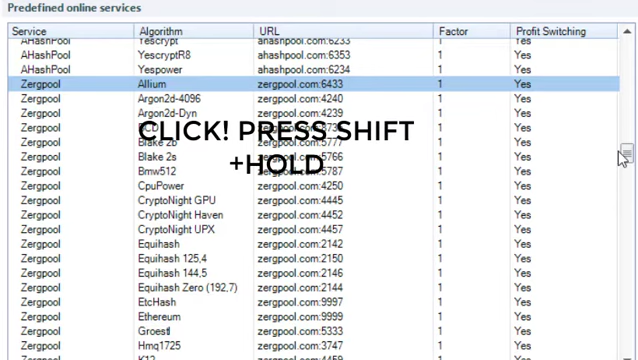 Predefined online services
Service Algorithm URL Factor Profit Switching
AHashPool Yescrypt ahashpool.com:6233 1 Yes
AHashPool YescryptR8 ahashpool.com:6353 1 Yes
AHashPool Yespower ahashpool.com:6234 1 Yes
Zergpool Allium zergpool.com:6433 1 Yes
Zergpool Argon2d-4096 zergpool.com:4240 1 Yes
Zergpool Argon2d-Dyn zergpool.com:4239 1 Yes
CLICK! PRESS SHIFT
Zergpool 1 Yes
Zergpool Blake 2b zergpool.com:5777 1 Yes
Zergpool Blake 2s zergpool.com:5766 1 Yes
+HOLD
Zergpool Bmw512 zergpool.com:5787 1 Yes
Zergpool CpuPower zergpool.com:4250 1 Yes
Zergpool CryptoNight GPU zergpool.com:4445 1 Yes
Zergpool CryptoNight Haven zergpool.com:4452 1 Yes
Zergpool CryptoNight UPX zergpool.com:4457 1 Yes
Zergpool Equihash zergpool.com:2142 1 Yes
Zergpool Equihash 125,4 zergpool.com:2150 1 Yes
Zergpool Equihash 144,5 zergpool.com:2146 1 Yes
Zergpool Equihash Zero (192,7) zergpool.com:2144 1 Yes
Zergpool EtcHash zergpool.com:9997 1 Yes
Zergpool Ethereum zergpool.com:9999 1 Yes
Zergpool Groestl zergpool.com:5333 1 Yes
Zergpool Hmq1725 zergpool.com:3747 1 Yes
Zergpool K12 zergpool.com:4459 1 Yes